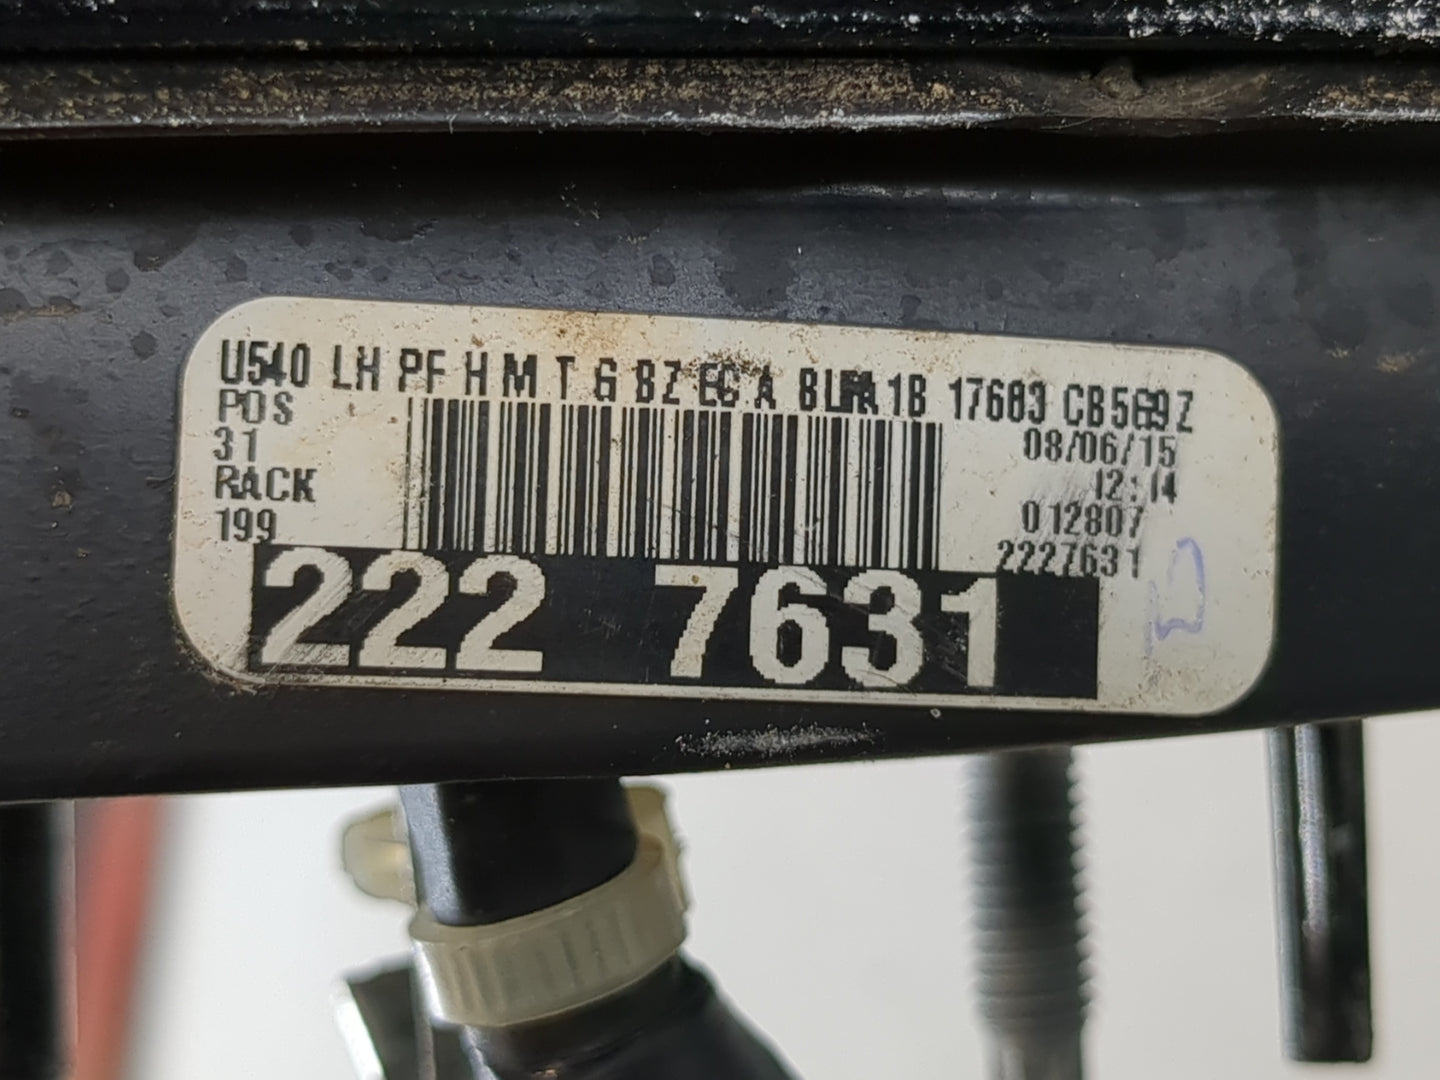 U540 LH PF H M T G BZ EC A 1B 17683 CB569Z
POS
31
RACK
199
08/06/15
12:14
012807
2227631
222 7631